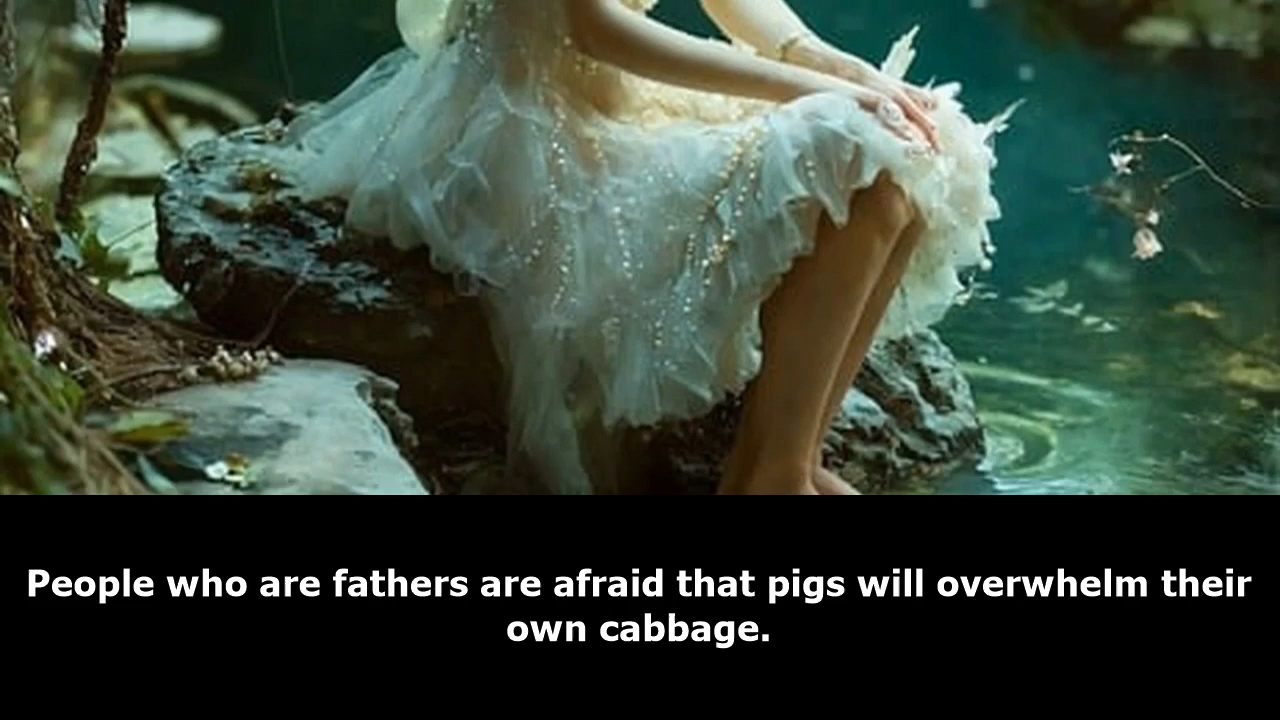 People who are fathers are afraid that pigs will overwhelm their
own cabbage.